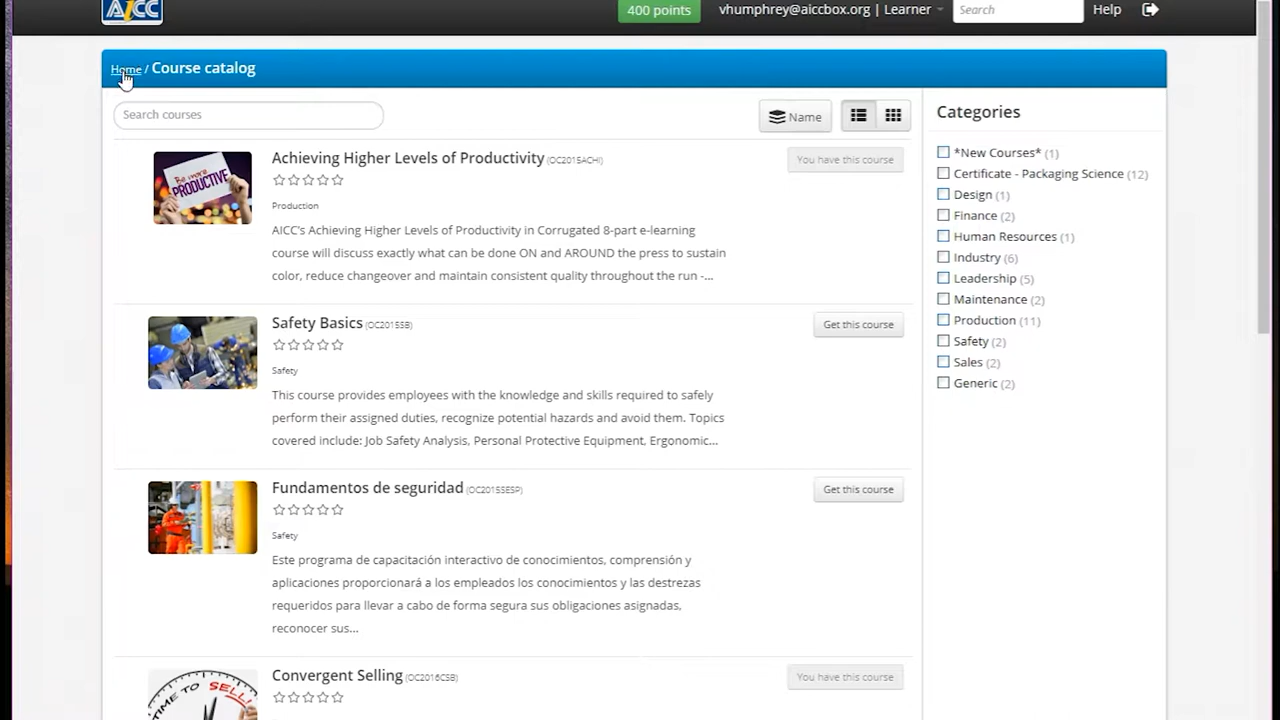 AICC
400 points
vhumphrey@aiccbox.org | Learner
Search
Help
Home / Course catalog
Search courses
Name
Categories
*New Courses* (1)
Certificate - Packaging Science (12)
Design (1)
Finance (2)
Human Resources (1)
Industry (6)
Leadership (5)
Maintenance (2)
Production (11)
Safety (2)
Sales (2)
Generic (2)
Be more
PRODUCTIVE
Achieving Higher Levels of Productivity (OC2015ACHI)
You have this course
Production
AICC's Achieving Higher Levels of Productivity in Corrugated 8-part e-learning
course will discuss exactly what can be done ON and AROUND the press to sustain
color, reduce changeover and maintain consistent quality throughout the run -...
Safety Basics (OC2015SB)
Get this course
Safety
This course provides employees with the knowledge and skills required to safely
perform their assigned duties, recognize potential hazards and avoid them. Topics
covered include: Job Safety Analysis, Personal Protective Equipment, Ergonomic...
Fundamentos de seguridad (OC2015SESP)
Get this course
Safety
Este programa de capacitación interactivo de conocimientos, comprensión y
aplicaciones proporcionará a los empleados los conocimientos y las destrezas
requeridos para llevar a cabo de forma segura sus obligaciones asignadas,
reconocer sus...
TIME TO SELL!
Convergent Selling (OC2016CSB)
You have this course